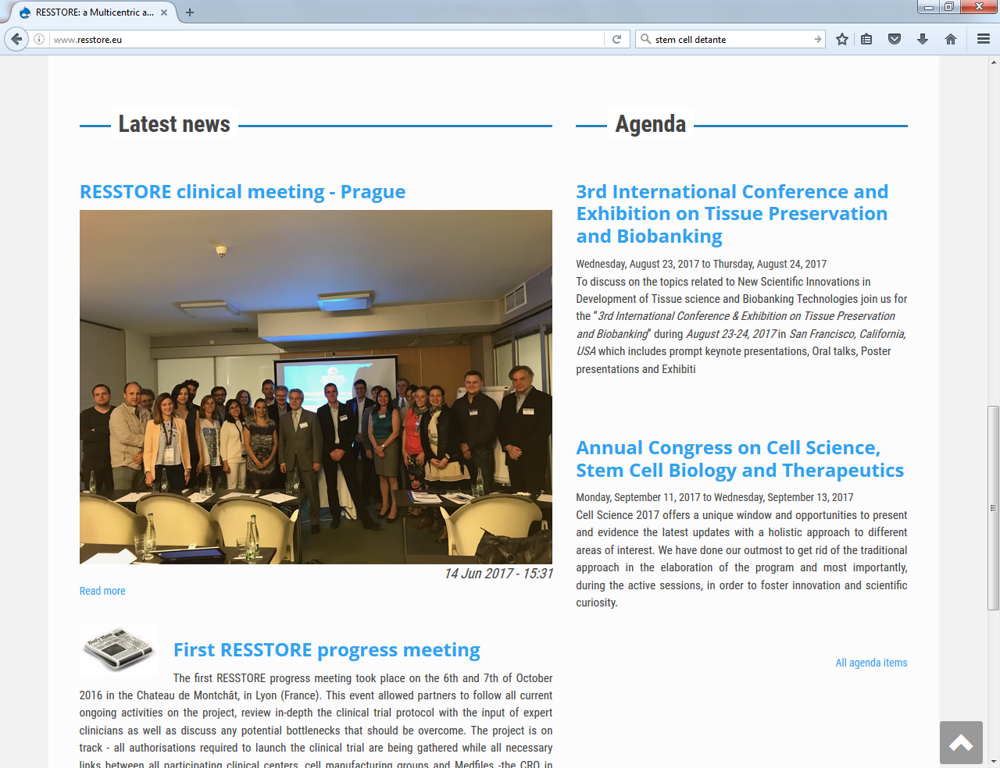 RESSTORE: a Multicentric a...
www.resstore.eu
stem cell detante
Latest news
RESSTORE clinical meeting - Prague
14 Jun 2017 - 15:31
Read more
First RESSTORE progress meeting
The first RESSTORE progress meeting took place on the 6th and 7th of October
2016 in the Chateau de Montchât, in Lyon (France). This event allowed partners to follow all current
ongoing activities on the project, review in-depth the clinical trial protocol with the input of expert
clinicians as well as discuss any potential bottlenecks that should be overcome. The project is on
track - all authorisations required to launch the clinical trial are being gathered while all necessary
links between all participating clinical centers, cell manufacturing groups and Medfiles -the CRO in
Agenda
3rd International Conference and
Exhibition on Tissue Preservation
and Biobanking
Wednesday, August 23, 2017 to Thursday, August 24, 2017
To discuss on the topics related to New Scientific Innovations in
Development of Tissue science and Biobanking Technologies join us for
the “3rd International Conference & Exhibition on Tissue Preservation
and Biobanking” during August 23-24, 2017 in San Francisco, California,
USA which includes prompt keynote presentations, Oral talks, Poster
presentations and Exhibiti
Annual Congress on Cell Science,
Stem Cell Biology and Therapeutics
Monday, September 11, 2017 to Wednesday, September 13, 2017
Cell Science 2017 offers a unique window and opportunities to present
and evidence the latest updates with a holistic approach to different
areas of interest. We have done our outmost to get rid of the traditional
approach in the elaboration of the program and most importantly,
during the active sessions, in order to foster innovation and scientific
curiosity.
All agenda items